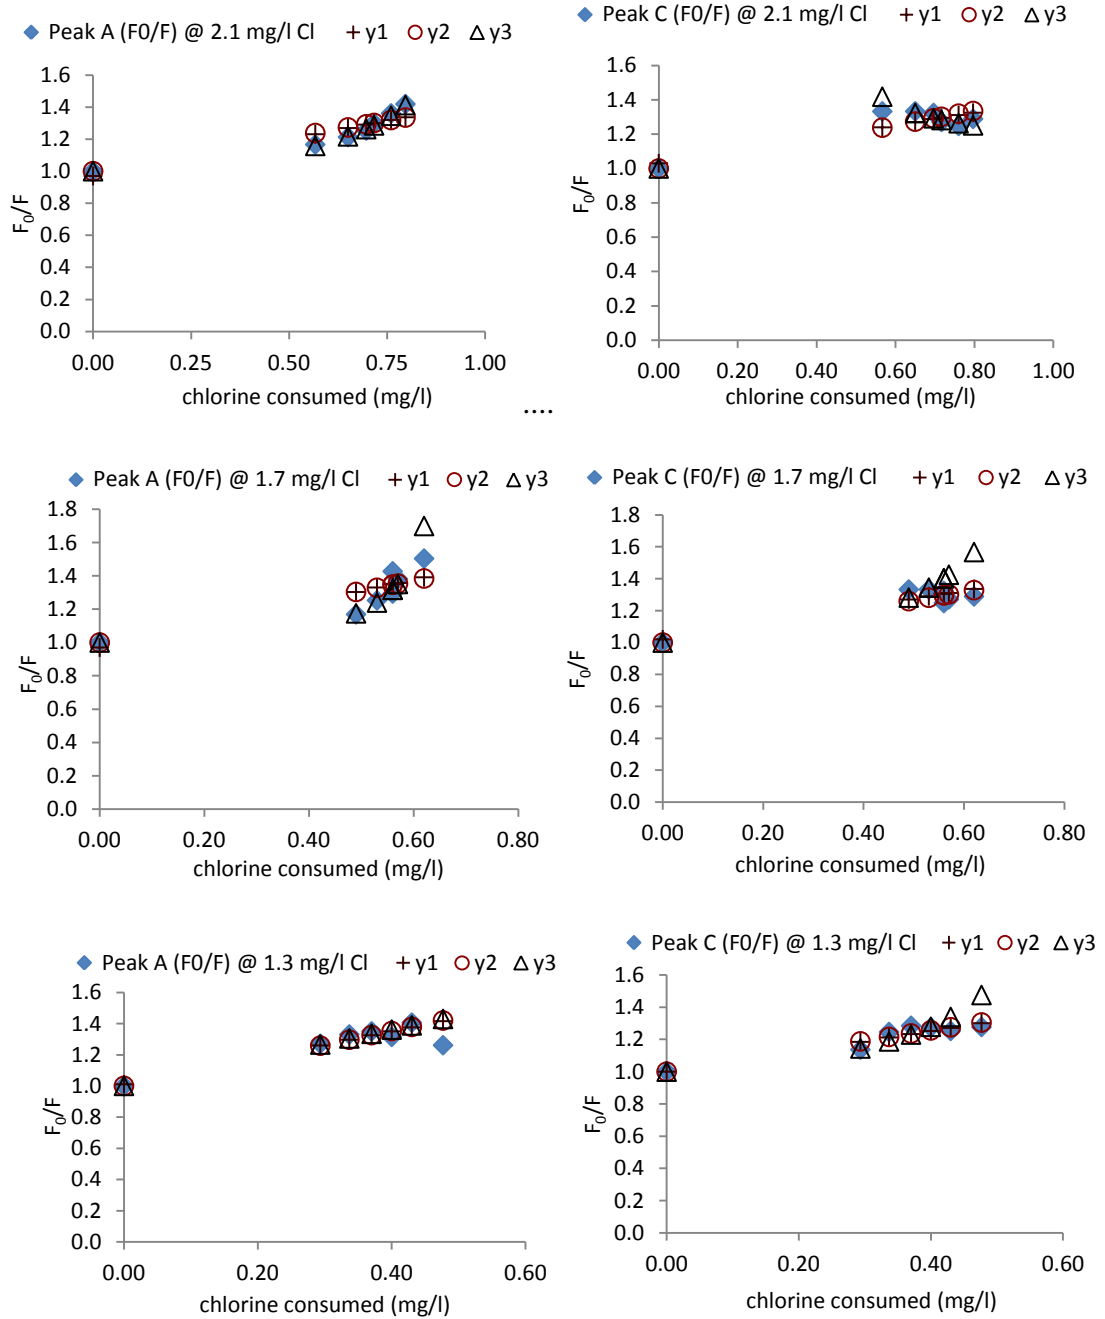 Peak A (F0/F) @ 2.1 mg/l Cl y1 y2 y3
1.6
1.4
1.2
1.0
0.8
0.6
0.4
0.2
0.0
F0/F
0.00 0.25 0.50 0.75 1.00
chlorine consumed (mg/l)
Peak C (F0/F) @ 2.1 mg/l Cl y1 y2 y3
1.6
1.4
1.2
1.0
0.8
0.6
0.4
0.2
0.0
F0/F
0.00 0.20 0.40 0.60 0.80 1.00
chlorine consumed (mg/l)
....
Peak A (F0/F) @ 1.7 mg/l Cl y1 y2 y3
1.8
1.6
1.4
1.2
1.0
0.8
0.6
0.4
0.2
0.0
F0/F
0.00 0.20 0.40 0.60 0.80
chlorine consumed (mg/l)
Peak C (F0/F) @ 1.7 mg/l Cl y1 y2 y3
1.8
1.6
1.4
1.2
1.0
0.8
0.6
0.4
0.2
0.0
F0/F
0.00 0.20 0.40 0.60 0.80
chlorine consumed (mg/l)
Peak A (F0/F) @ 1.3 mg/l Cl y1 y2 y3
1.6
1.4
1.2
1.0
0.8
0.6
0.4
0.2
0.0
F0/F
0.00 0.20 0.40 0.60
chlorine consumed (mg/l)
Peak C (F0/F) @ 1.3 mg/l Cl y1 y2 y3
1.6
1.4
1.2
1.0
0.8
0.6
0.4
0.2
0.0
F0/F
0.00 0.20 0.40 0.60
chlorine consumed (mg/l)